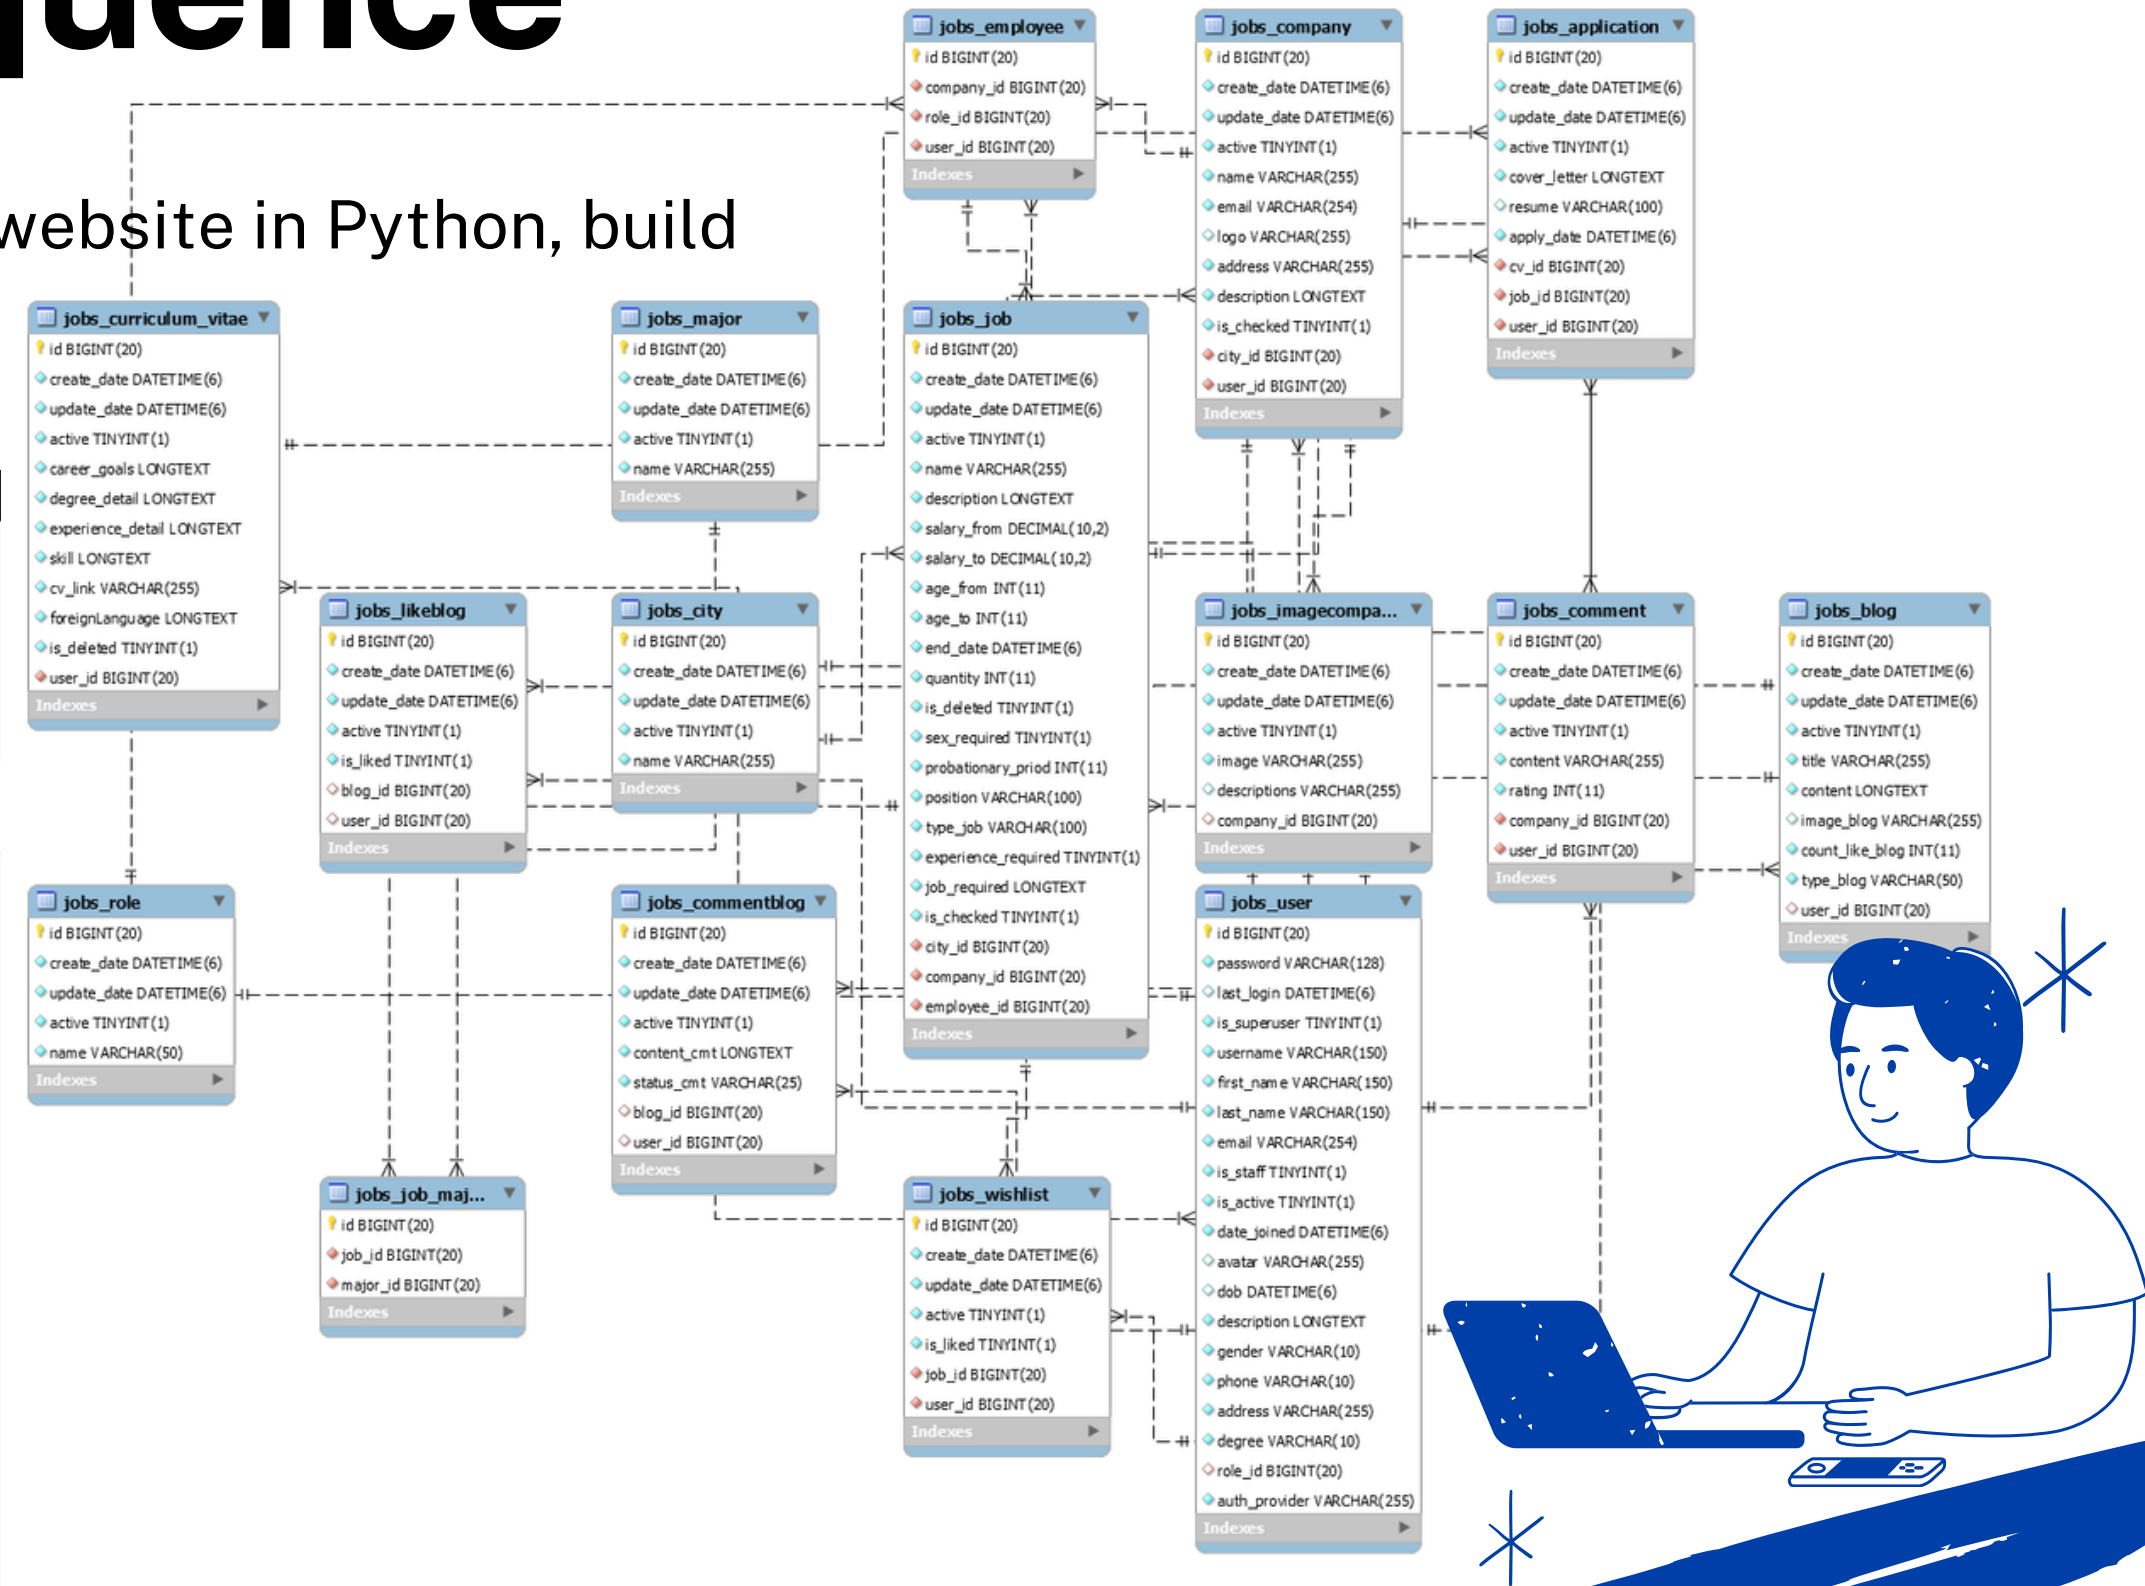 quence
website in Python, build
jobs_employee
id BIGINT(20)
company_id BIGINT(20)
role_id BIGINT(20)
user_id BIGINT(20)
Indexes
jobs_company
id BIGINT(20)
create_date DATETIME(6)
update_date DATETIME(6)
active TINYINT(1)
name VARCHAR(255)
email VARCHAR(254)
logo VARCHAR(255)
address VARCHAR(255)
description LONGTEXT
is_checked TINYINT(1)
city_id BIGINT(20)
user_id BIGINT(20)
Indexes
jobs_application
id BIGINT(20)
create_date DATETIME(6)
update_date DATETIME(6)
active TINYINT(1)
cover_letter LONGTEXT
resume VARCHAR(100)
apply_date DATETIME(6)
cv_id BIGINT(20)
job_id BIGINT(20)
user_id BIGINT(20)
Indexes
jobs_curriculum_vitae
id BIGINT(20)
create_date DATETIME(6)
update_date DATETIME(6)
active TINYINT(1)
career_goals LONGTEXT
degree_detail LONGTEXT
experience_detail LONGTEXT
skill LONGTEXT
cv_link VARCHAR(255)
foreignLanguage LONGTEXT
is_deleted TINYINT(1)
user_id BIGINT(20)
Indexes
jobs_major
id BIGINT(20)
create_date DATETIME(6)
update_date DATETIME(6)
active TINYINT(1)
name VARCHAR(255)
Indexes
jobs_job
id BIGINT(20)
create_date DATETIME(6)
update_date DATETIME(6)
active TINYINT(1)
name VARCHAR(255)
description LONGTEXT
salary_from DECIMAL(10,2)
salary_to DECIMAL(10,2)
age_from INT(11)
age_to INT(11)
end_date DATETIME(6)
quantity INT(11)
is_deleted TINYINT(1)
sex_required TINYINT(1)
probationary_priod INT(11)
position VARCHAR(100)
type_job VARCHAR(100)
experience_required TINYINT(1)
job_required LONGTEXT
is_checked TINYINT(1)
city_id BIGINT(20)
company_id BIGINT(20)
employee_id BIGINT(20)
Indexes
jobs_likeblog
id BIGINT(20)
create_date DATETIME(6)
update_date DATETIME(6)
active TINYINT(1)
is_liked TINYINT(1)
blog_id BIGINT(20)
user_id BIGINT(20)
Indexes
jobs_city
id BIGINT(20)
create_date DATETIME(6)
update_date DATETIME(6)
active TINYINT(1)
name VARCHAR(255)
Indexes
jobs_imagecompa...
id BIGINT(20)
create_date DATETIME(6)
update_date DATETIME(6)
active TINYINT(1)
image VARCHAR(255)
descriptions VARCHAR(255)
company_id BIGINT(20)
Indexes
jobs_comment
id BIGINT(20)
create_date DATETIME(6)
update_date DATETIME(6)
active TINYINT(1)
content VARCHAR(255)
rating INT(11)
company_id BIGINT(20)
user_id BIGINT(20)
Indexes
jobs_blog
id BIGINT(20)
create_date DATETIME(6)
update_date DATETIME(6)
active TINYINT(1)
title VARCHAR(255)
content LONGTEXT
image_blog VARCHAR(255)
count_like_blog INT(11)
type_blog VARCHAR(50)
user_id BIGINT(20)
Indexes
jobs_role
id BIGINT(20)
create_date DATETIME(6)
update_date DATETIME(6)
active TINYINT(1)
name VARCHAR(50)
Indexes
jobs_commentblog
id BIGINT(20)
create_date DATETIME(6)
update_date DATETIME(6)
active TINYINT(1)
content_cmt LONGTEXT
status_cmt VARCHAR(25)
blog_id BIGINT(20)
user_id BIGINT(20)
Indexes
jobs_user
id BIGINT(20)
password VARCHAR(128)
last_login DATETIME(6)
is_superuser TINYINT(1)
username VARCHAR(150)
first_name VARCHAR(150)
last_name VARCHAR(150)
email VARCHAR(254)
is_staff TINYINT(1)
is_active TINYINT(1)
date_joined DATETIME(6)
avatar VARCHAR(255)
dob DATETIME(6)
description LONGTEXT
gender VARCHAR(10)
phone VARCHAR(10)
address VARCHAR(255)
degree VARCHAR(10)
role_id BIGINT(20)
auth_provider VARCHAR(255)
Indexes
jobs_job_maj...
id BIGINT(20)
job_id BIGINT(20)
major_id BIGINT(20)
Indexes
jobs_wishlist
id BIGINT(20)
create_date DATETIME(6)
update_date DATETIME(6)
active TINYINT(1)
is_liked TINYINT(1)
job_id BIGINT(20)
user_id BIGINT(20)
Indexes